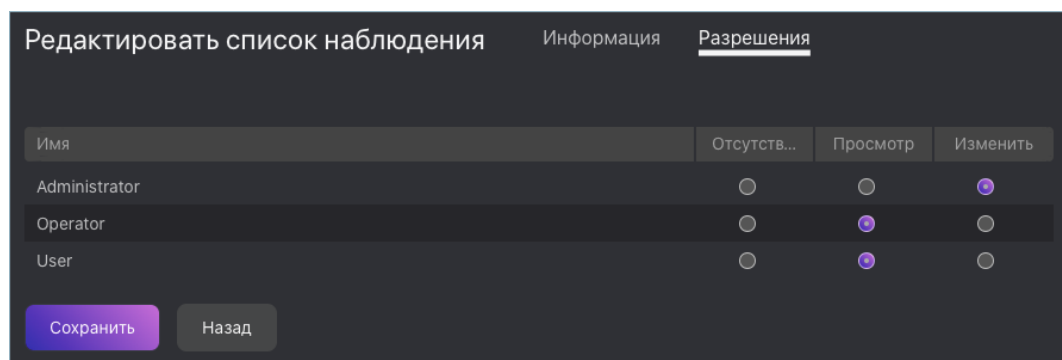 Редактировать список наблюдения Информация Разрешения
Имя Отсутств... Просмотр Изменить
Administrator
Operator
User
Сохранить Назад